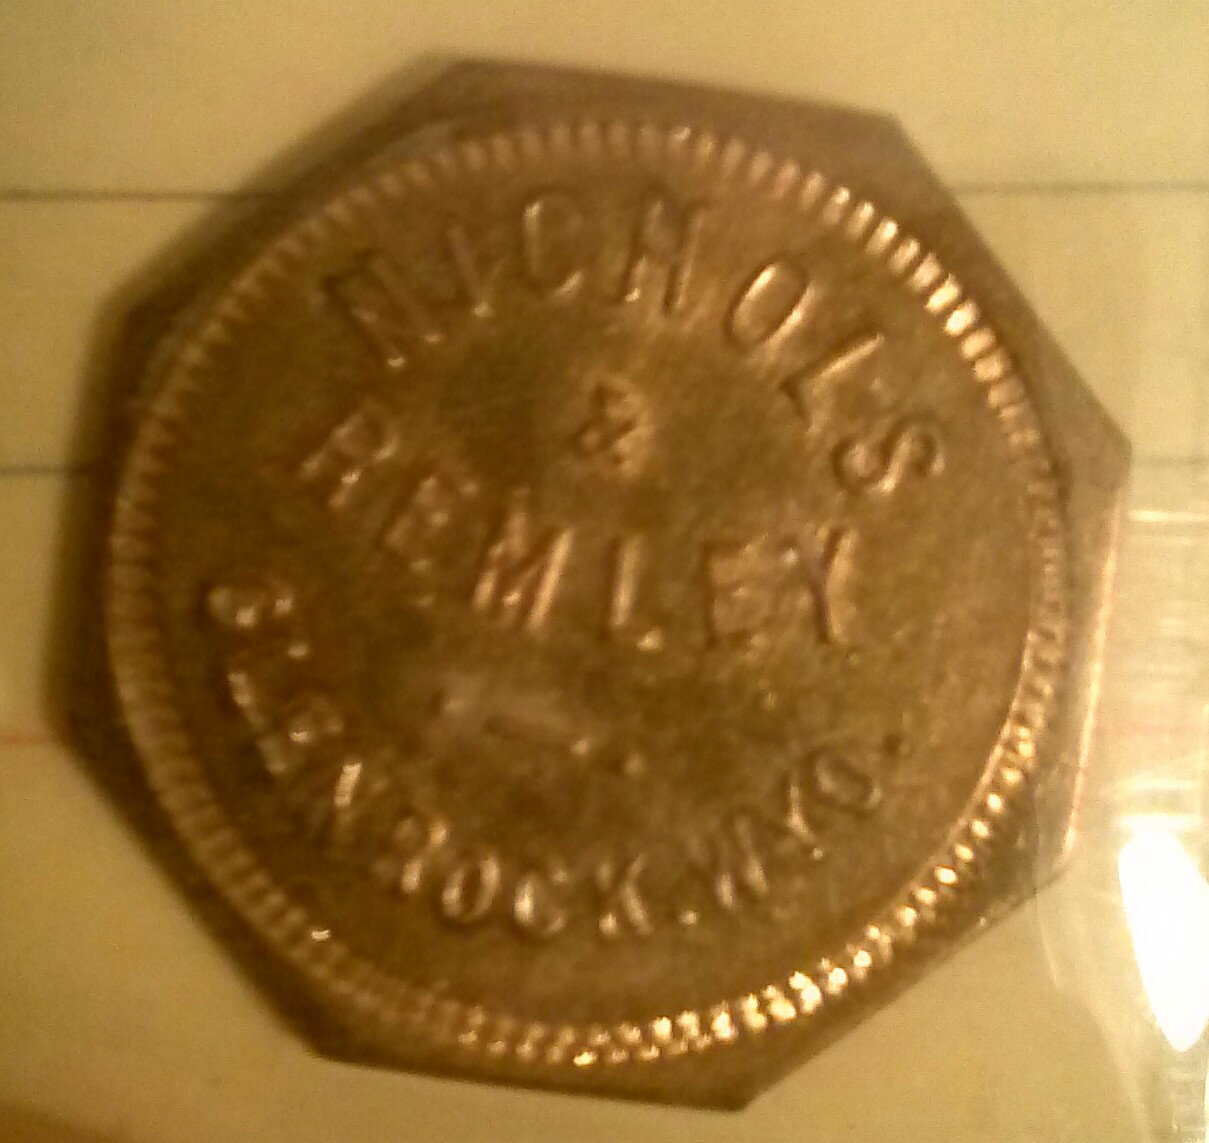 NICHOLS
&
REMLEY
GLENROCK. WYO.